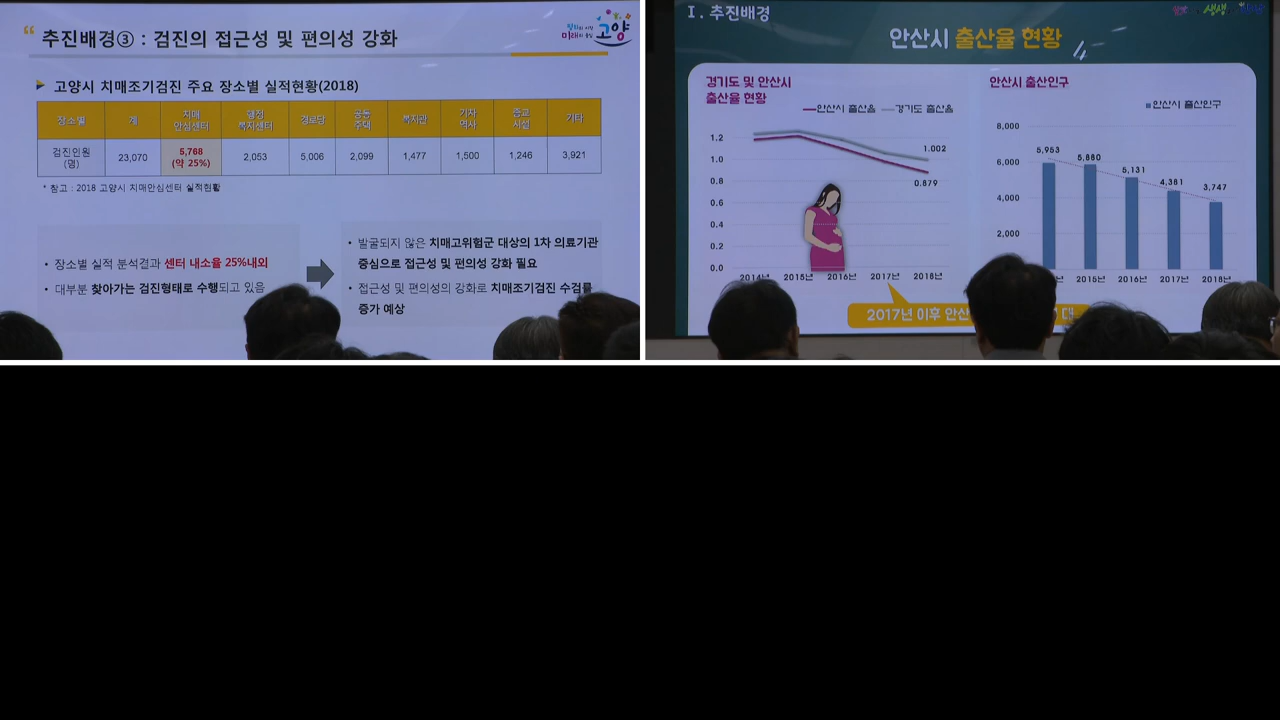 “ 추진배경③ : 검진의 접근성 및 편의성 강화
미래의 중심 고양
고양시 치매조기검진 주요 장소별 실적현황(2018)
장소별 계 치매안심센터 행정복지센터 경로당 공동주택 복지관 기차역사 종교시설 기타
검진인원(명) 23,070 5,768 (약 25%) 2,053 5,006 2,099 1,477 1,500 1,246 3,921
* 참고 : 2018 고양시 치매안심센터 실적현황
• 장소별 실적 분석결과 센터 내소율 25%내외
• 대부분 찾아가는 검진형태로 수행되고 있음
• 발굴되지 않은 치매고위험군 대상의 1차 의료기관
중심으로 접근성 및 편의성 강화 필요
• 접근성 및 편의성의 강화로 치매조기검진 수검률
증가 예상
Ⅰ. 추진배경
생생
안산시 출산율 현황
경기도 및 안산시
출산율 현황
안산시 출산율 경기도 출산율
1.2
1.0
0.8
0.6
0.4
0.2
0.0
1.002
0.879
2014년 2015년 2016년 2017년 2018년
안산시 출산인구
안산시 출산인구
8,000
6,000
4,000
2,000
5,953 5,860 5,131 4,381 3,747
2015년 2016년 2017년 2018년
2017년 이후 안산 대